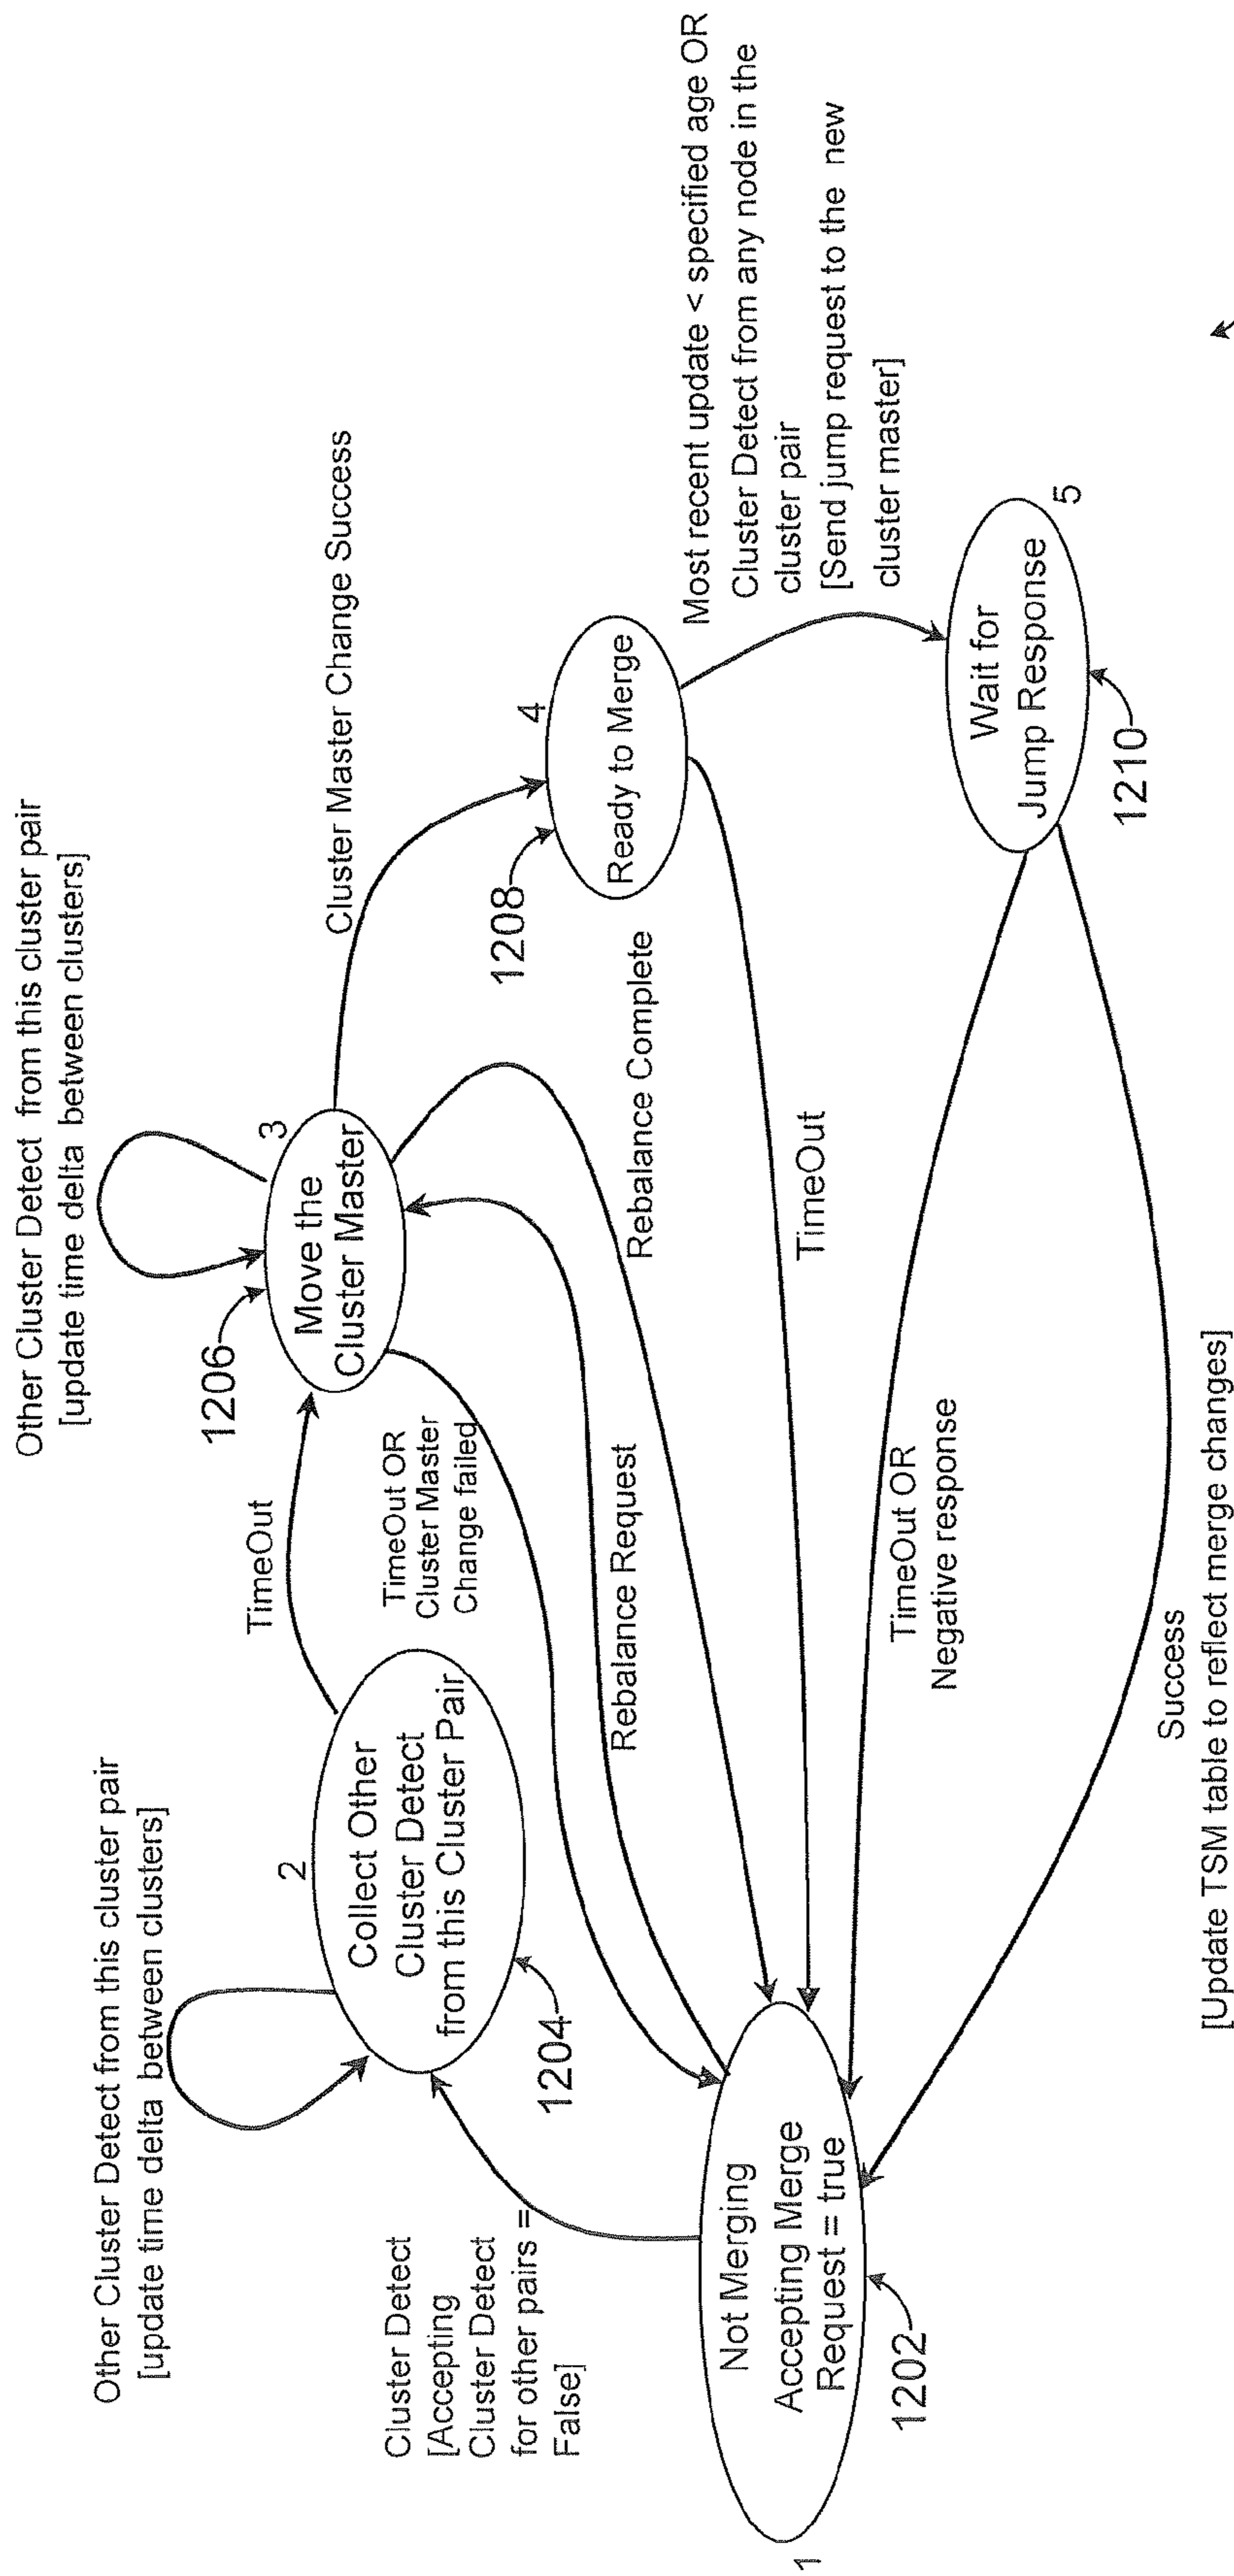 Other Cluster Detect from this cluster pair
[update time delta between clusters]
Other Cluster Detect from this cluster pair
[update time delta between clusters]
Cluster Detect
[Accepting
Cluster Detect
for other pairs =
False]
2
Collect Other
Cluster Detect
from this Cluster Pair
1204
TimeOut
3
Move the
Cluster Master
1206
TimeOut OR
Cluster Master
Change failed
Cluster Master Change Success
4
Ready to Merge
1208
Rebalance Request
Rebalance Complete
TimeOut
Most recent update < specified age OR
Cluster Detect from any node in the
cluster pair
[Send jump request to the new
cluster master]
1
Not Merging
Accepting Merge
Request = true
1202
TimeOut OR
Negative response
5
Wait for
Jump Response
1210
Success
[Update TSM table to reflect merge changes]